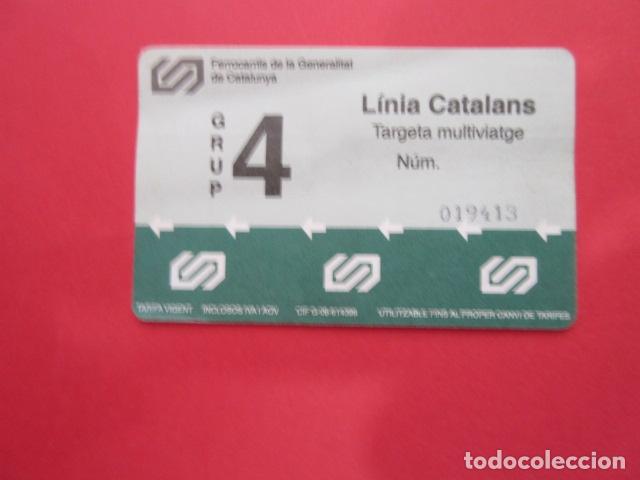 Ferrocarrils de la Generalitat
de Catalunya
GRUP
4
Línia Catalans
Targeta multiviatge
Núm.
019413
TARIFA VIGENT INCLOSOS IVA I AOV UTILITZABLE FINS AL PROPER CANVI DE TARIFES
todocoleccion